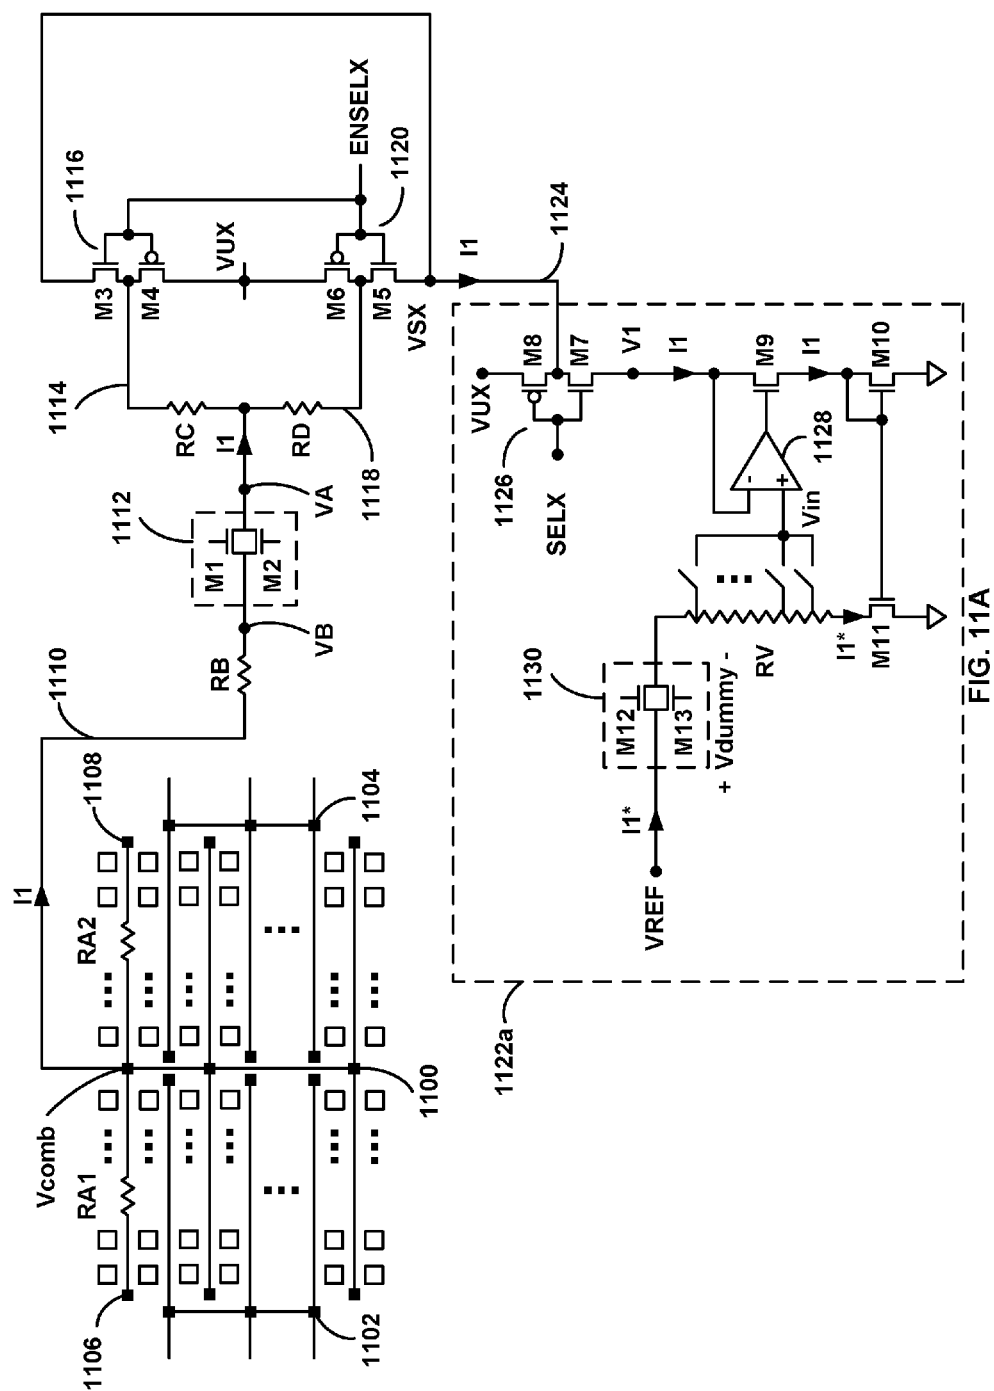 1116
ENSELX
1120
M3
M4
VUX
M6
M5
VSX
I1
1124
1114
RC
I1
RD
1118
1112
M1
M2
VA
VB
RB
1110
I1
1108
1104
RA2
Vcomb
RA1
1100
1106
1102
VUX
M8
M7
1126
SELX
V1
I1
M9
I1
M10
1128
-
+
Vin
RV
I1*
M11
1130
M12
M13
+ Vdummy -
I1*
VREF
1122a
FIG. 11A